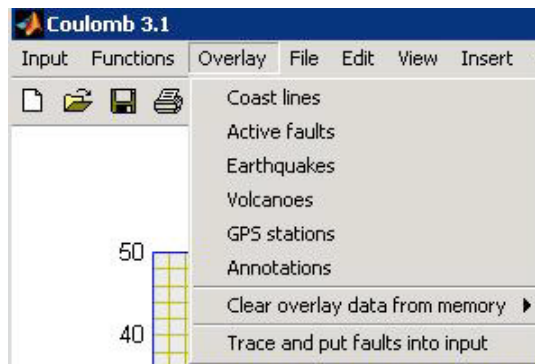 Coulomb 3.1
Input Functions Overlay File Edit View Insert
Coast lines
Active faults
Earthquakes
Volcanoes
GPS stations
Annotations
Clear overlay data from memory
Trace and put faults into input
50
40